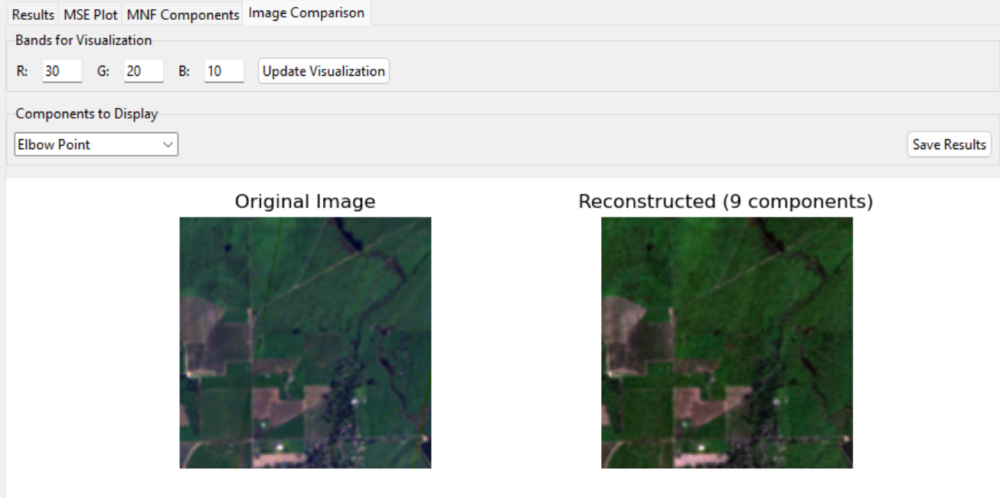 Results MSE Plot MNF Components Image Comparison
Bands for Visualization
R: 30 G: 20 B: 10 Update Visualization
Components to Display
Elbow Point Save Results
Original Image Reconstructed (9 components)